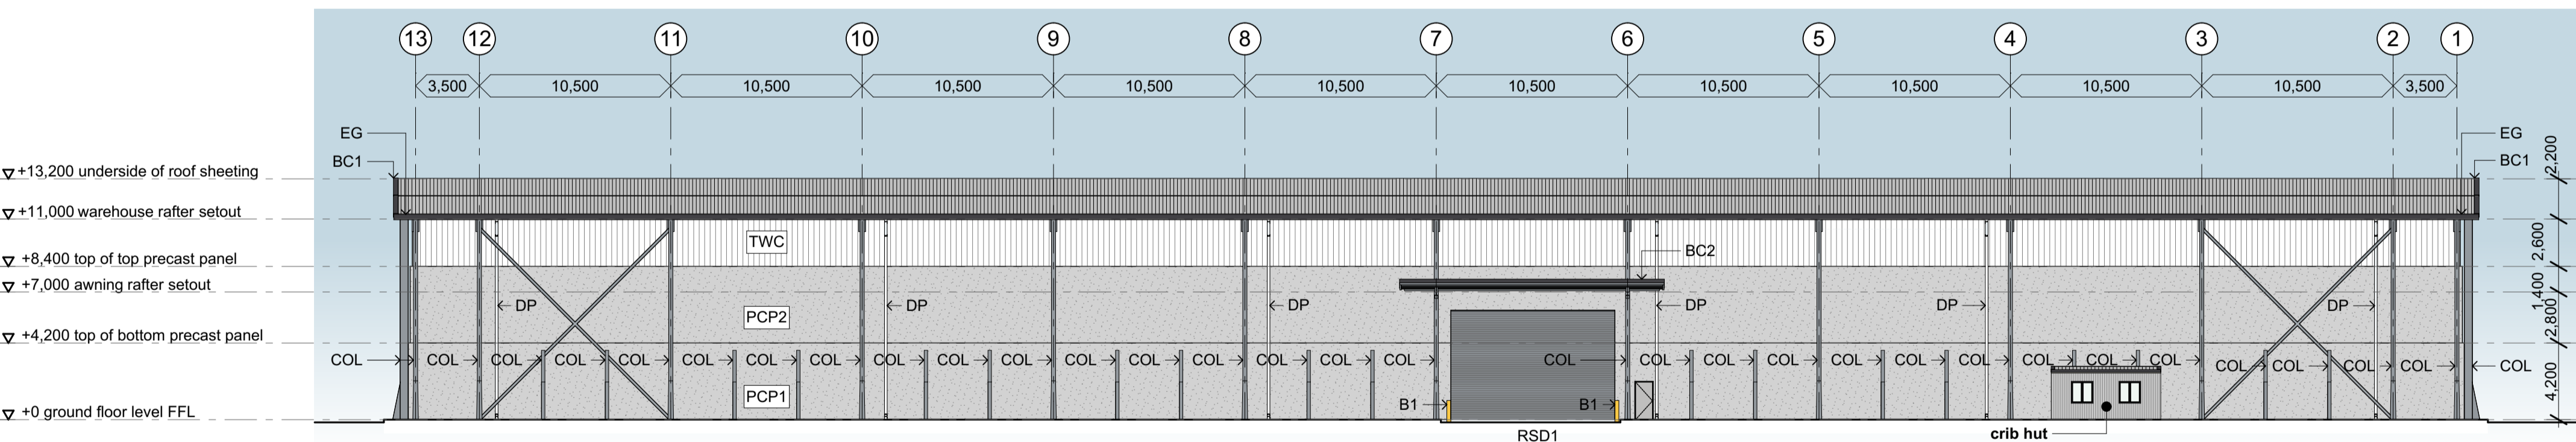 13 12 11 10 9 8 7 6 5 4 3 2 1
3,500 10,500 10,500 10,500 10,500 10,500 10,500 10,500 10,500 10,500 10,500 3,500
EG EG
BC1 BC1
+13,200 underside of roof sheeting
2,200
+11,000 warehouse rafter setout
TWC
2,600
BC2
+8,400 top of top precast panel
1,400
+7,000 awning rafter setout
DP DP DP DP DP DP
PCP2
2,800
+4,200 top of bottom precast panel
COL COL COL COL COL COL COL COL COL COL COL COL COL COL COL COL COL COL COL COL COL COL COL COL COL COL COL COL COL COL COL COL
4,200
PCP1
B1 B1
+0 ground floor level FFL
RSD1
crib hut